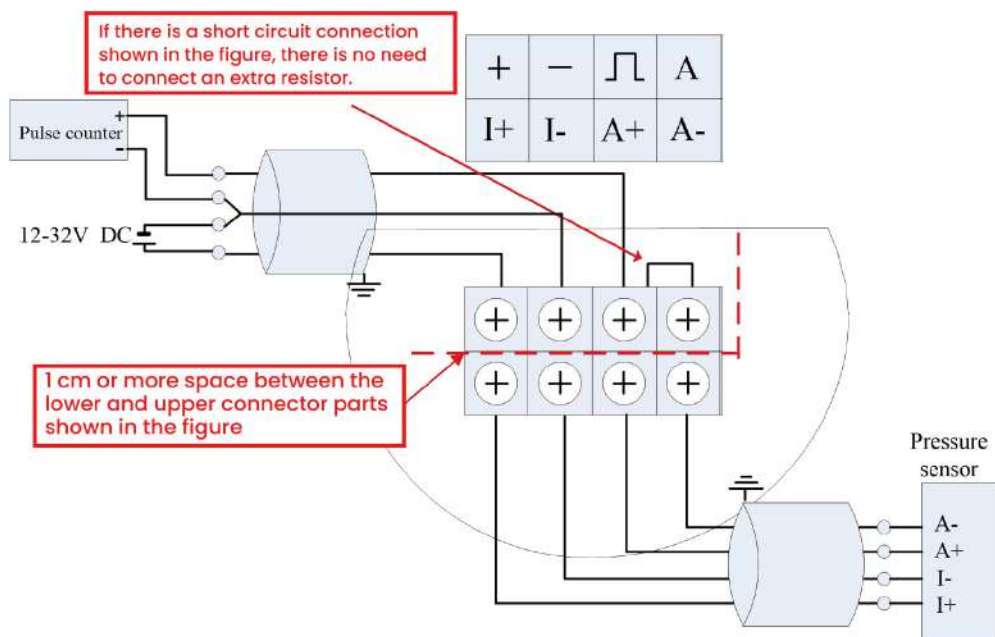 If there is a short circuit connection
shown in the figure, there is no need
to connect an extra resistor.
+ − ⎍ A
I+ I- A+ A-
+
Pulse counter
-
12-32V DC
+ + + +
+ + + +
1 cm or more space between the
lower and upper connector parts
shown in the figure
Pressure
sensor
A-
A+
I-
I+